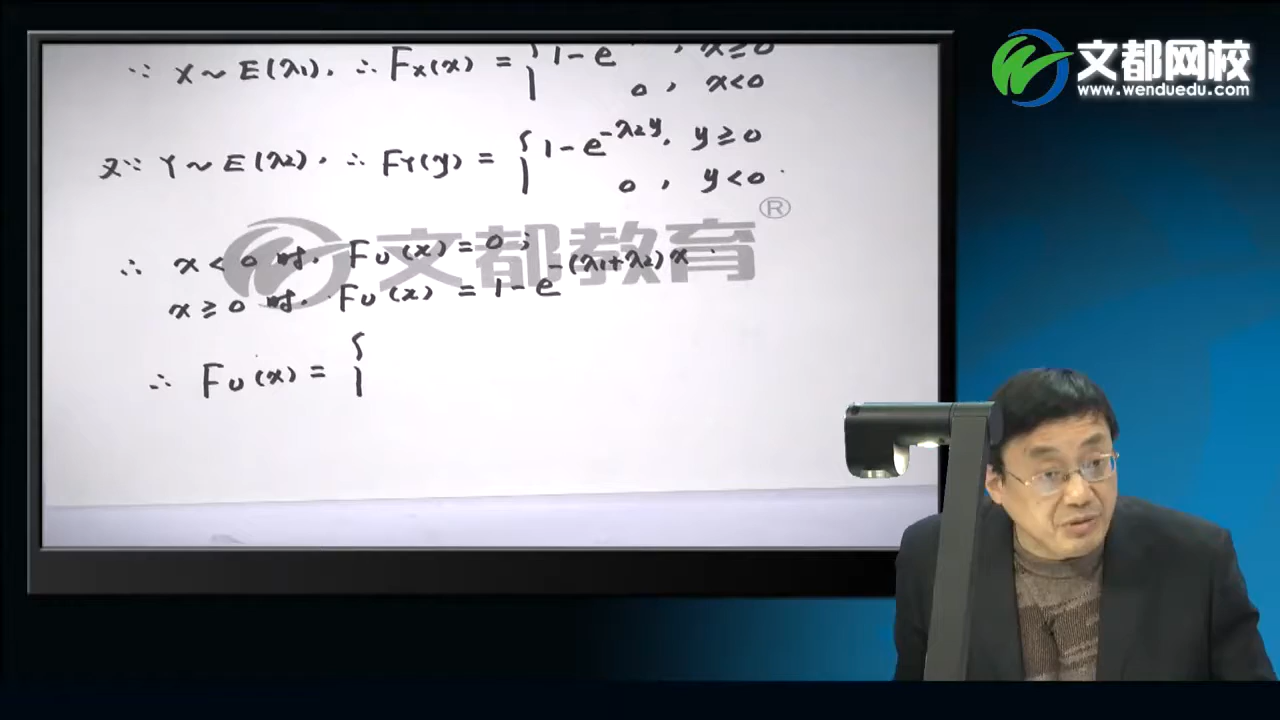 ∵ X ~ E(λ1). ∴ FX(x) = { 1 - e , x ≥ 0
0 , x < 0
又∵ Y ~ E(λ2). ∴ FY(y) = { 1 - e^{-λ2y}, y ≥ 0
0 , y < 0 .
∴ x < 0 时. FU(x) = 0 ;
x ≥ 0 时. FU(x) = 1 - e^{-(λ1+λ2)x} .
∴ FU(x) = {
文都教育®
文都网校
www.wenduedu.com